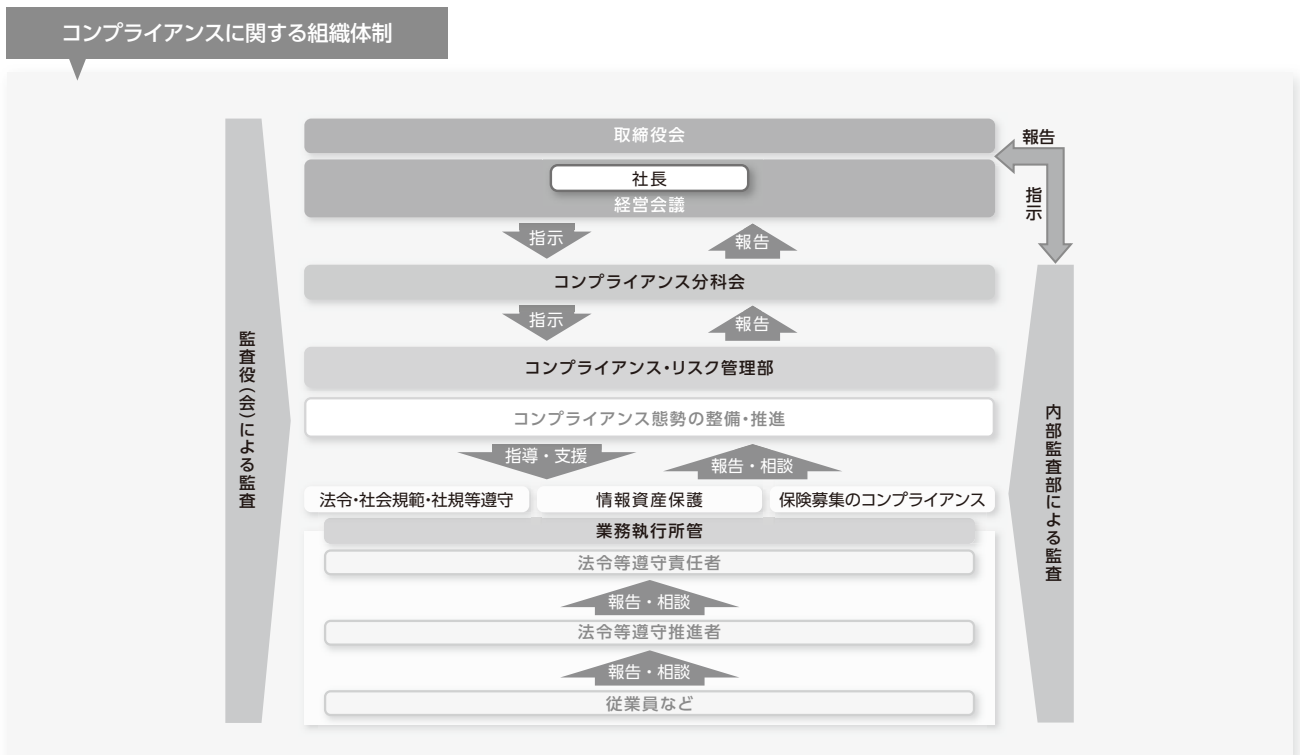 コンプライアンスに関する組織体制
取締役会
社長
経営会議
報告
指示
指示
報告
コンプライアンス分科会
指示
報告
コンプライアンス・リスク管理部
コンプライアンス態勢の整備・推進
指導・支援
報告・相談
法令・社会規範・社規等遵守
情報資産保護
保険募集のコンプライアンス
業務執行所管
法令等遵守責任者
報告・相談
法令等遵守推進者
報告・相談
従業員など
監査役(会)による監査
内部監査部による監査